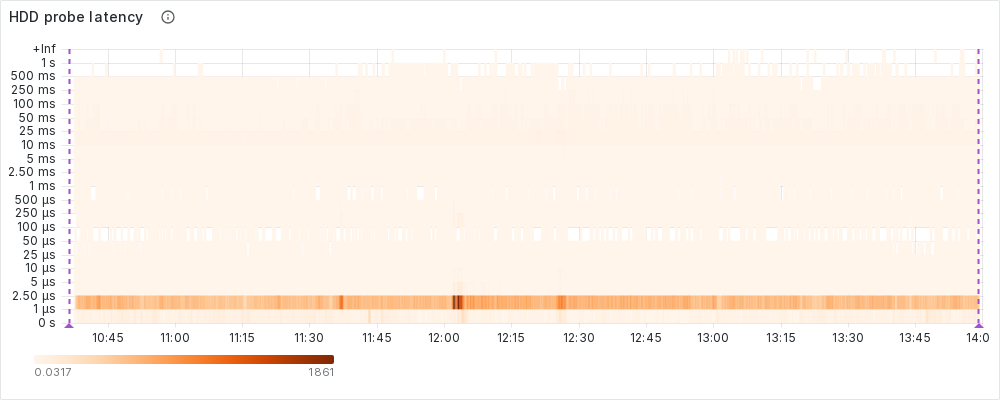 HDD probe latency
+Inf
1 s
500 ms
250 ms
100 ms
50 ms
25 ms
10 ms
5 ms
2.50 ms
1 ms
500 µs
250 µs
100 µs
50 µs
25 µs
10 µs
5 µs
2.50 µs
1 µs
0 s
10:45 11:00 11:15 11:30 11:45 12:00 12:15 12:30 12:45 13:00 13:15 13:30 13:45 14:0
0.0317 1861